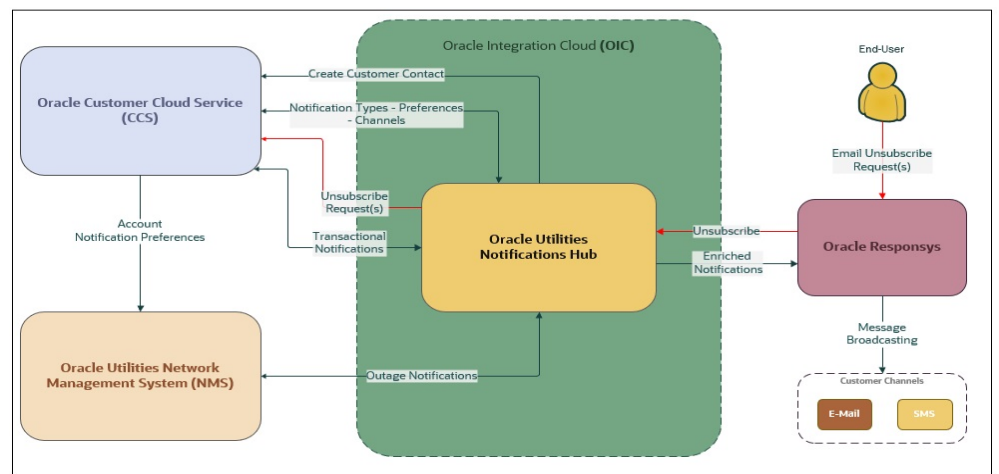 Oracle Integration Cloud (OIC)
End-User
Create Customer Contact
Oracle Customer Cloud Service
(CCS)
Notification Types - Preferences
- Channels
Email Unsubscribe
Request(s)
Unsubscribe
Request(s)
Account
Notification Preferences
Transactional
Notifications
Oracle Utilities
Notifications Hub
Unsubscribe
Enriched
Notifications
Oracle Responsys
Message
Broadcasting
Oracle Utilities Network
Management System (NMS)
Outage Notifications
Customer Channels
E-Mail
SMS